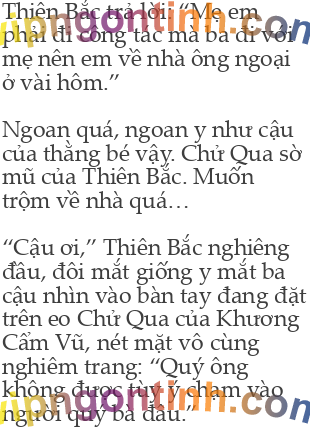 Thiên Bắc trả lời: “Mẹ em
phải đi công tác mà ba đi với
mẹ nên em về nhà ông ngoại
ở vài hôm.”
Ngoan quá, ngoan y như cậu
của thằng bé vậy. Chử Qua sờ
mũ của Thiên Bắc. Muốn
trộm về nhà quá…
“Cậu ơi,” Thiên Bắc nghiêng
đầu, đôi mắt giống y mắt ba
cậu nhìn vào bàn tay đang đặt
trên eo Chử Qua của Khương
Cẩm Vũ, nét mặt vô cùng
nghiêm trang: “Quý ông
không được tùy ý chạm vào
người quý bà đâu.”
vipngontinh.com
vipngontinh.com